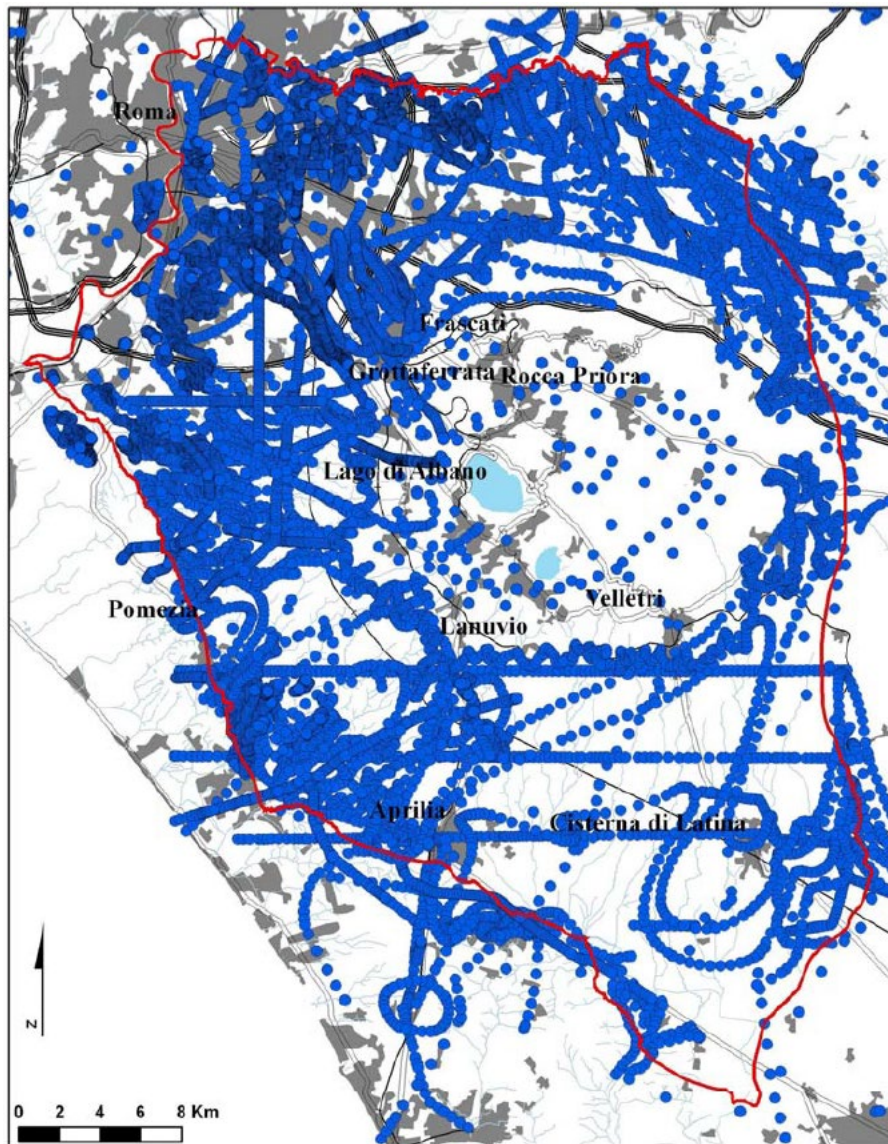 Roma
Frascati
Grottaferrata
Rocca Priora
Lago di Albano
Pomezia
Velletri
Lanuvio
Aprilia
Cisterna di Latina
N
0 2 4 6 8 Km